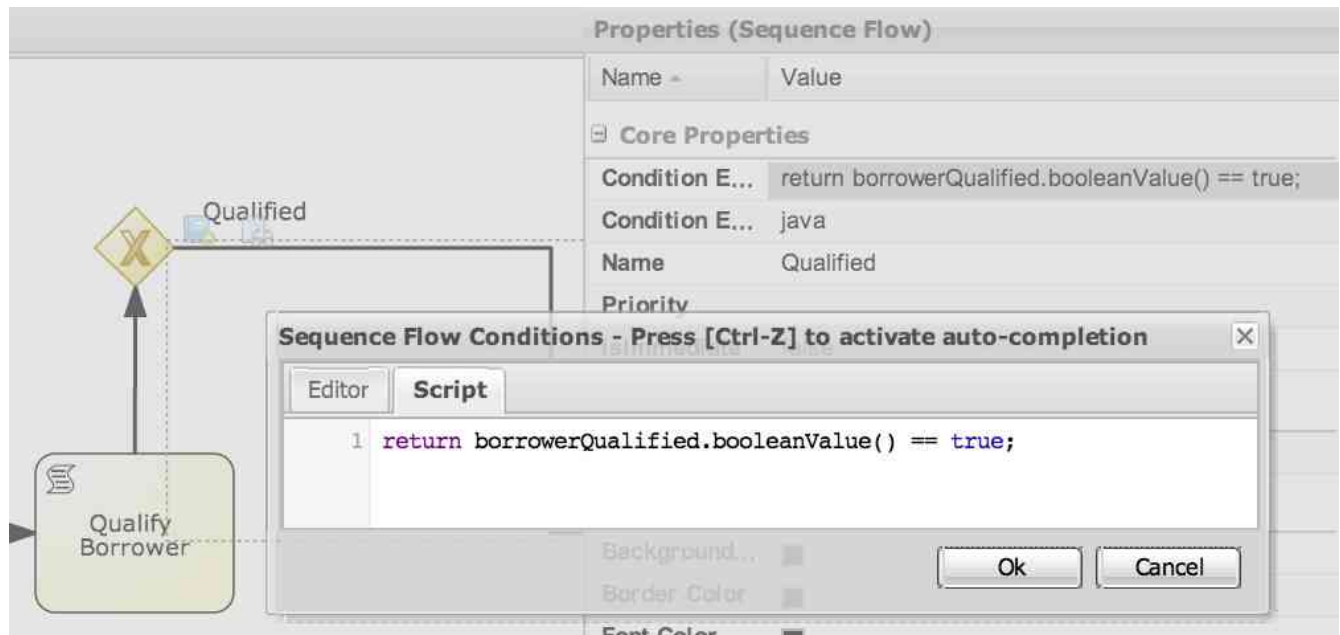 Properties (Sequence Flow)
Name Value
Core Properties
Condition E... return borrowerQualified.booleanValue() == true;
Condition E... java
Name Qualified
Priority
Qualified
X
Sequence Flow Conditions - Press [Ctrl-Z] to activate auto-completion
Editor Script
1 return borrowerQualified.booleanValue() == true;
Qualify
Borrower
Background...
Border Color
Ok Cancel
Font Color